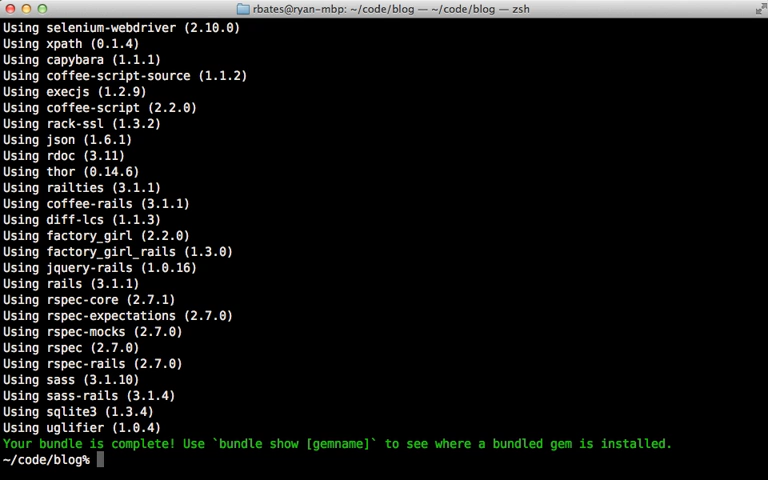 rbates@ryan-mbp: ~/code/blog — ~/code/blog — zsh
Using selenium-webdriver (2.10.0)
Using xpath (0.1.4)
Using capybara (1.1.1)
Using coffee-script-source (1.1.2)
Using execjs (1.2.9)
Using coffee-script (2.2.0)
Using rack-ssl (1.3.2)
Using json (1.6.1)
Using rdoc (3.11)
Using thor (0.14.6)
Using railties (3.1.1)
Using coffee-rails (3.1.1)
Using diff-lcs (1.1.3)
Using factory_girl (2.2.0)
Using factory_girl_rails (1.3.0)
Using jquery-rails (1.0.16)
Using rails (3.1.1)
Using rspec-core (2.7.1)
Using rspec-expectations (2.7.0)
Using rspec-mocks (2.7.0)
Using rspec (2.7.0)
Using rspec-rails (2.7.0)
Using sass (3.1.10)
Using sass-rails (3.1.4)
Using sqlite3 (1.3.4)
Using uglifier (1.0.4)
Your bundle is complete! Use `bundle show [gemname]` to see where a bundled gem is installed.
~/code/blog%